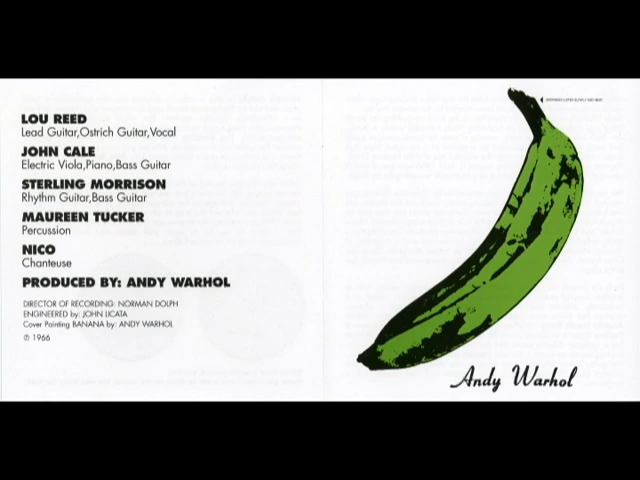 LOU REED
Lead Guitar,Ostrich Guitar,Vocal
JOHN CALE
Electric Viola,Piano,Bass Guitar
STERLING MORRISON
Rhythm Guitar,Bass Guitar
MAUREEN TUCKER
Percussion
NICO
Chanteuse
PRODUCED BY: ANDY WARHOL
DIRECTOR OF RECORDING: NORMAN DOLPH
ENGINEERED by: JOHN LICATA
Cover Painting BANANA by: ANDY WARHOL
℗ 1966
Andy Warhol